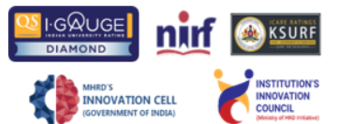 QS I·GAUGE
INDIAN UNIVERSITY RATING
DIAMOND
nirf
ICARE RATINGS
KSURF
MHRD'S
INNOVATION CELL
(GOVERNMENT OF INDIA)
INSTITUTION'S
INNOVATION
COUNCIL
(Ministry of HRD Initiative)